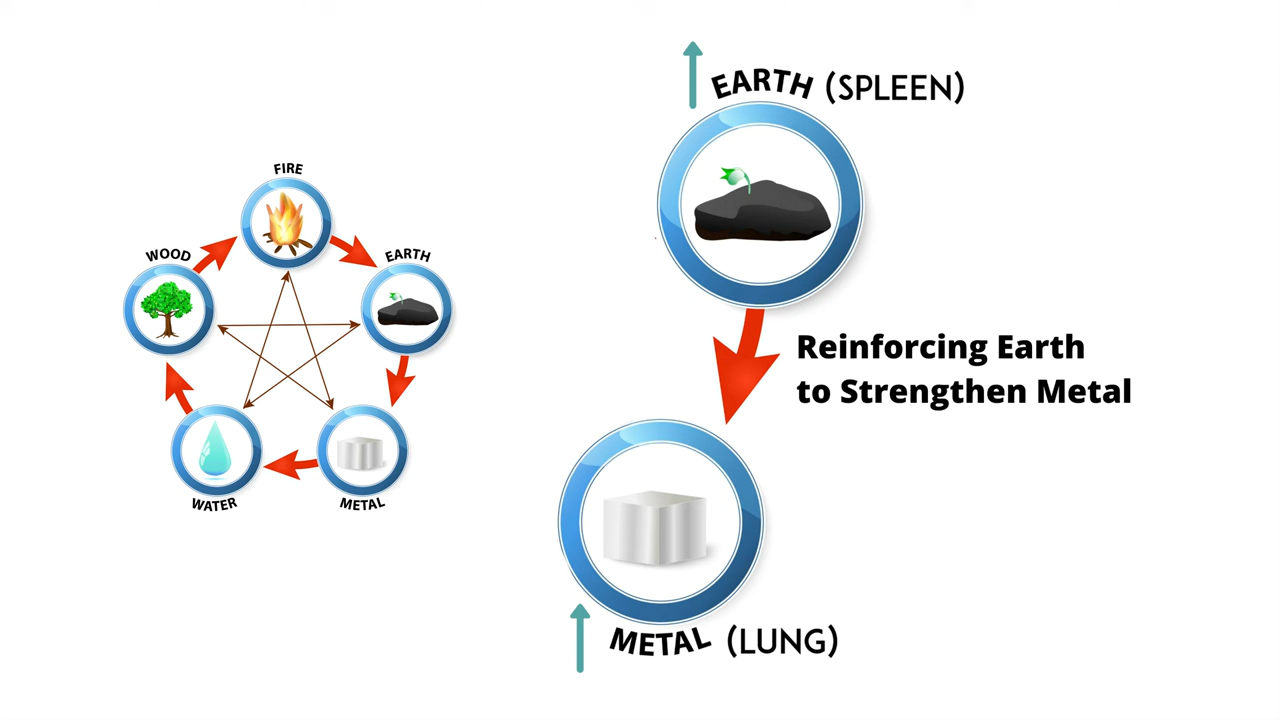 FIRE
WOOD
EARTH
WATER
METAL
EARTH (SPLEEN)
Reinforcing Earth
to Strengthen Metal
METAL (LUNG)